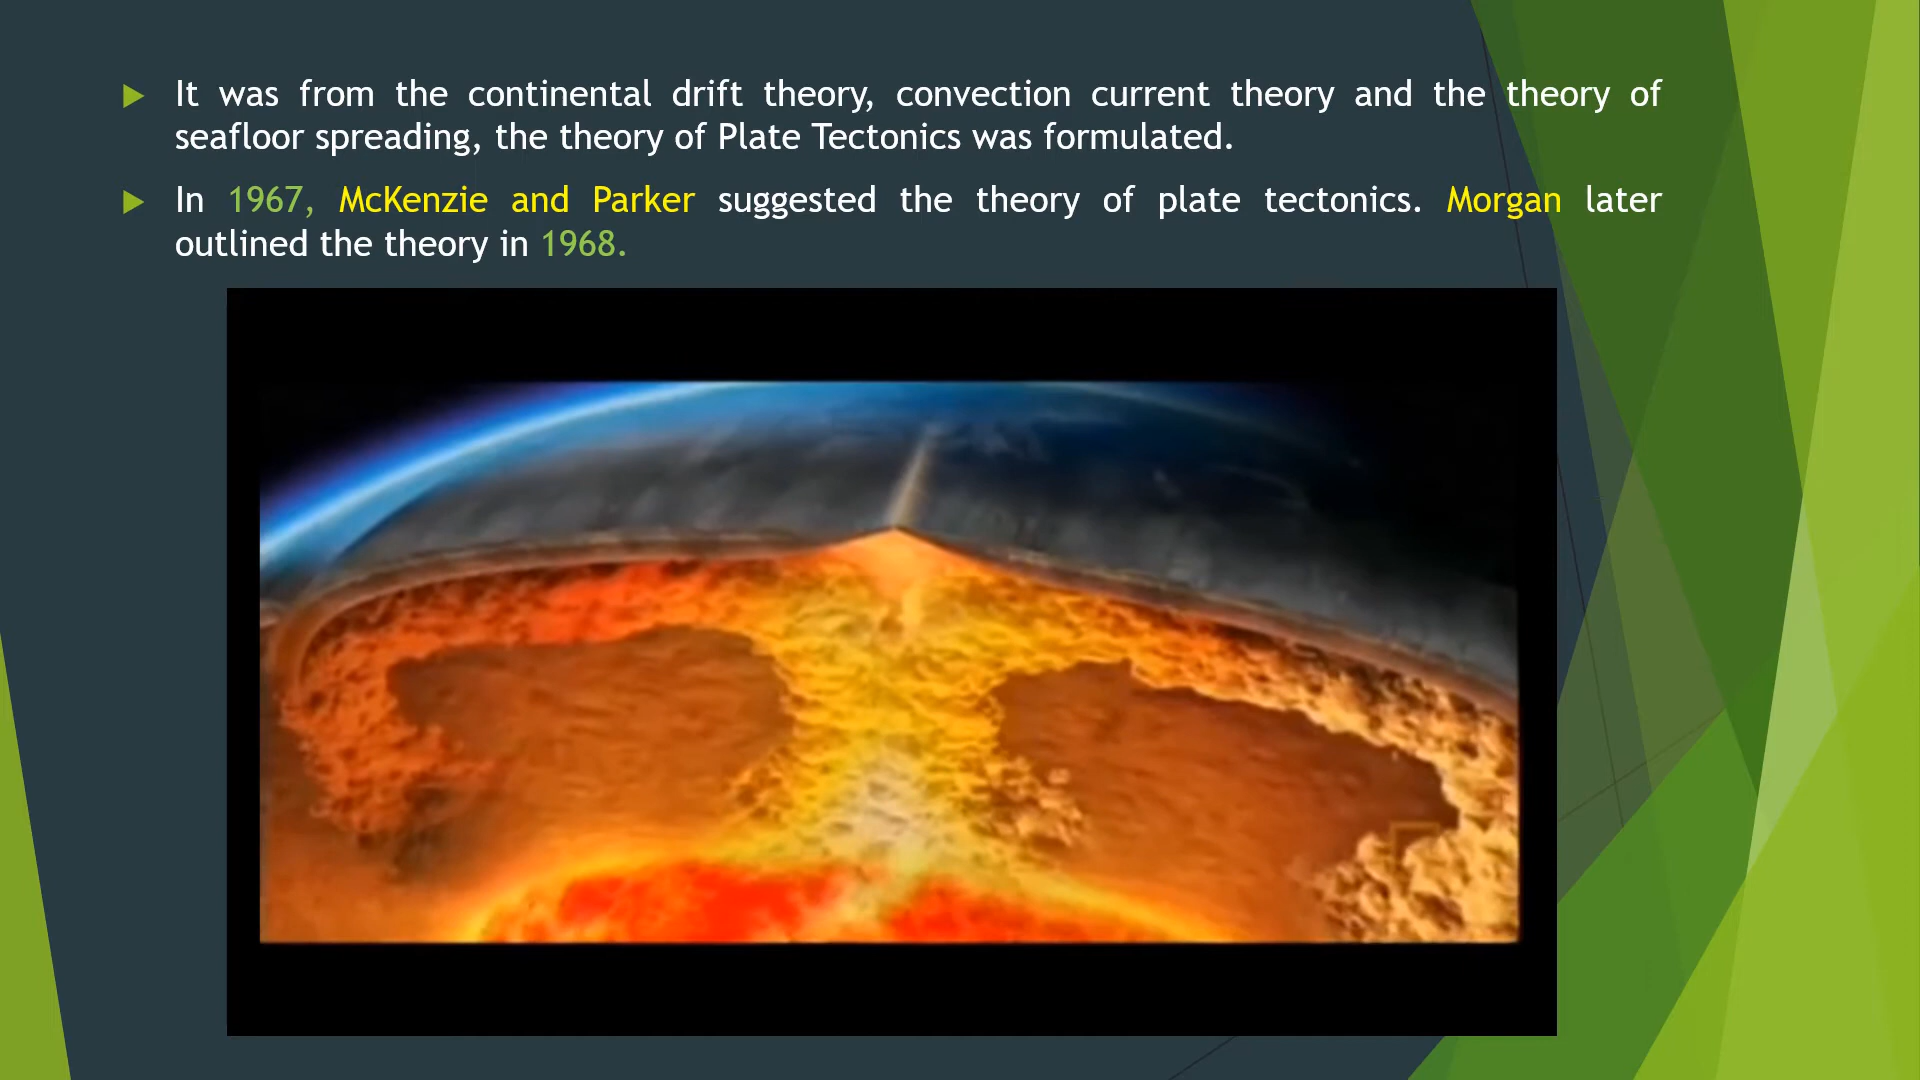 It was from the continental drift theory, convection current theory and the theory of
seafloor spreading, the theory of Plate Tectonics was formulated.
In 1967, McKenzie and Parker suggested the theory of plate tectonics. Morgan later
outlined the theory in 1968.